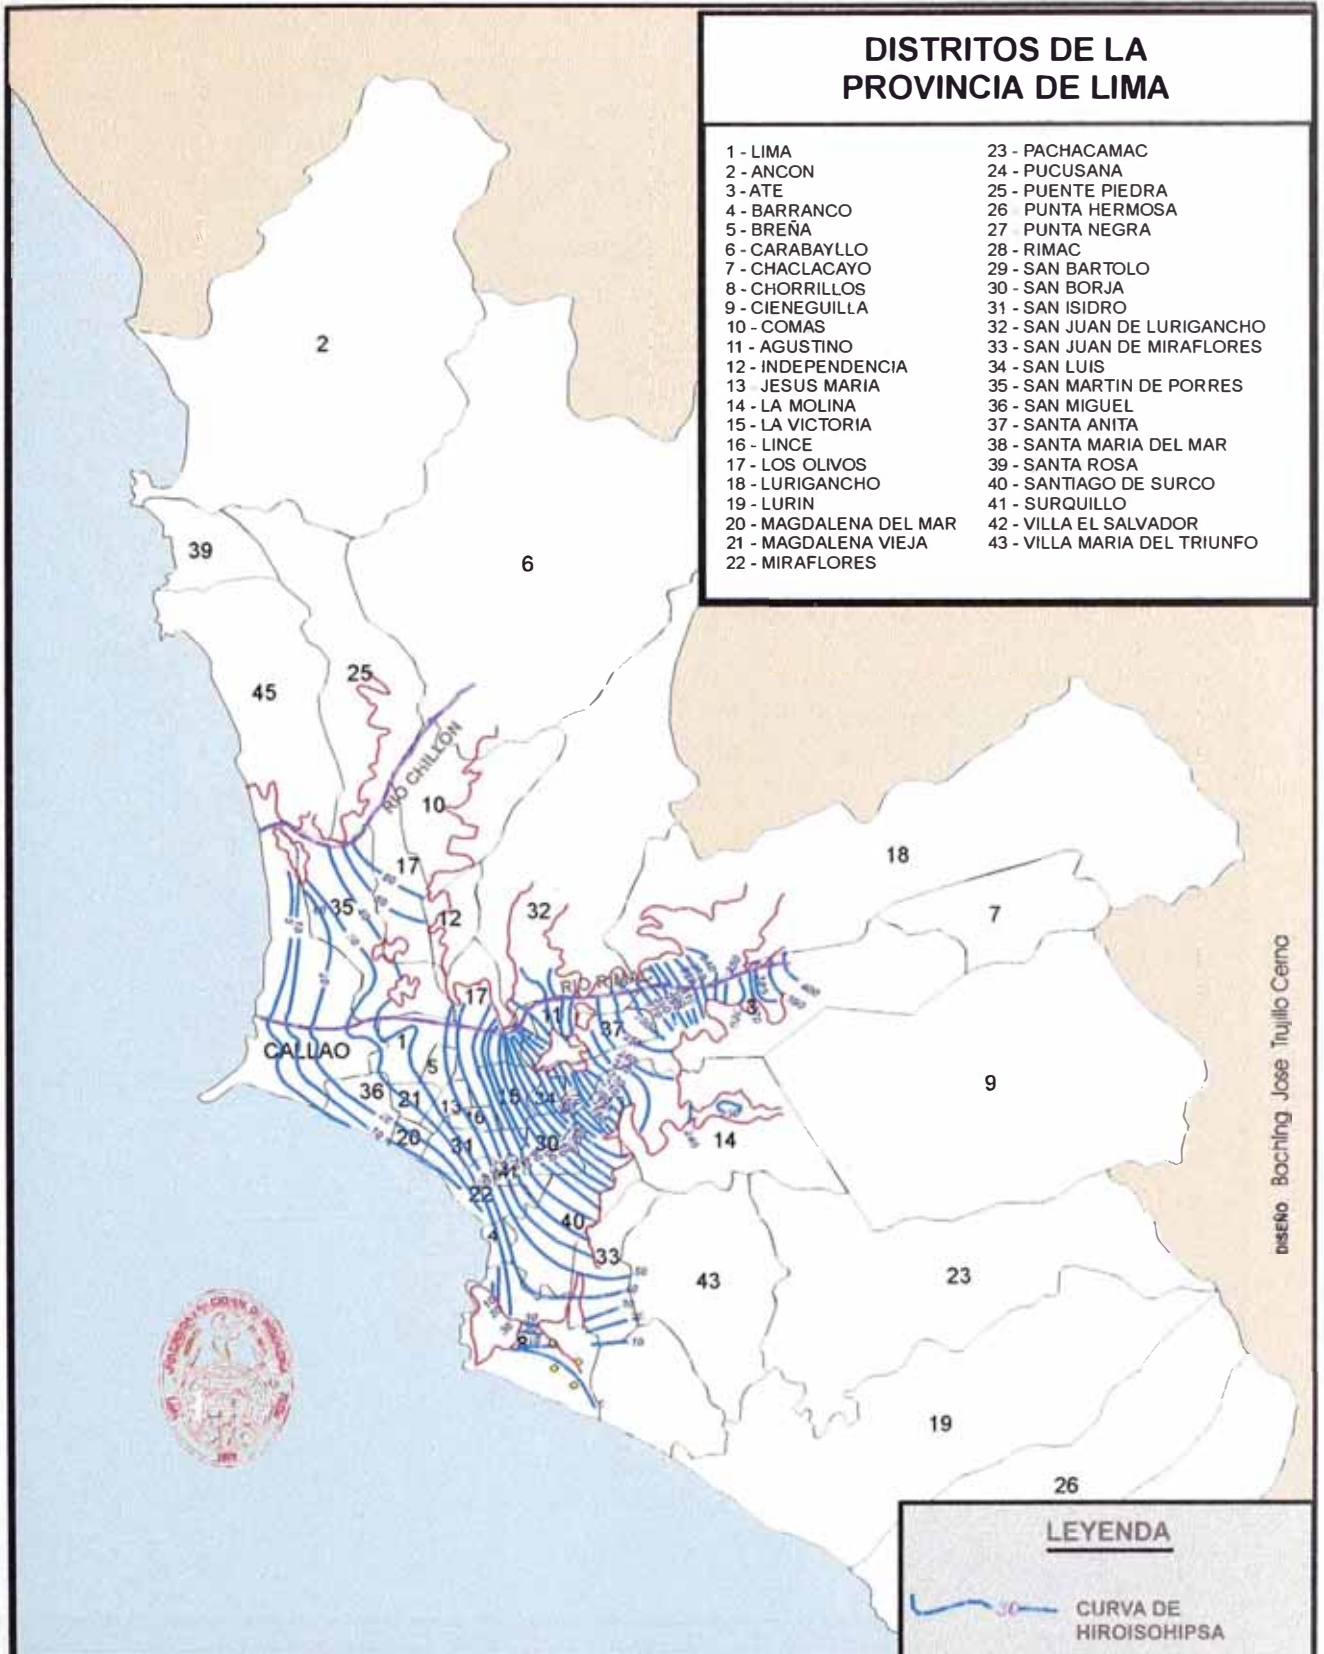 DISTRITOS DE LA
PROVINCIA DE LIMA
1 - LIMA
2 - ANCON
3 - ATE
4 - BARRANCO
5 - BREÑA
6 - CARABAYLLO
7 - CHACLACAYO
8 - CHORRILLOS
9 - CIENEGUILLA
10 - COMAS
11 - AGUSTINO
12 - INDEPENDENCIA
13 JESUS MARIA
14 - LA MOLINA
15 - LA VICTORIA
16 - LINCE
17 - LOS OLIVOS
18 - LURIGANCHO
19 - LURIN
20 - MAGDALENA DEL MAR
21 - MAGDALENA VIEJA
22 - MIRAFLORES
23 - PACHACAMAC
24 - PUCUSANA
25 - PUENTE PIEDRA
26 PUNTA HERMOSA
27 PUNTA NEGRA
28 - RIMAC
29 - SAN BARTOLO
30 - SAN BORJA
31 - SAN ISIDRO
32 - SAN JUAN DE LURIGANCHO
33 - SAN JUAN DE MIRAFLORES
34 - SAN LUIS
35 - SAN MARTIN DE PORRES
36 - SAN MIGUEL
37 - SANTA ANITA
38 - SANTA MARIA DEL MAR
39 - SANTA ROSA
40 - SANTIAGO DE SURCO
41 - SURQUILLO
42 - VILLA EL SALVADOR
43 - VILLA MARIA DEL TRIUNFO
2
39
6
25
45
RIO CHILLON
10
18
17
35
12
32
7
RIO RIMAC
17
11
37
3
CALLAO
1
5
9
36
21
13
16
34
20
31
30
14
22
40
4
33
43
23
8
19
26
DISEÑO Baching Jose Trujillo Cerna
LEYENDA
30
CURVA DE
HIROISOHIPSA